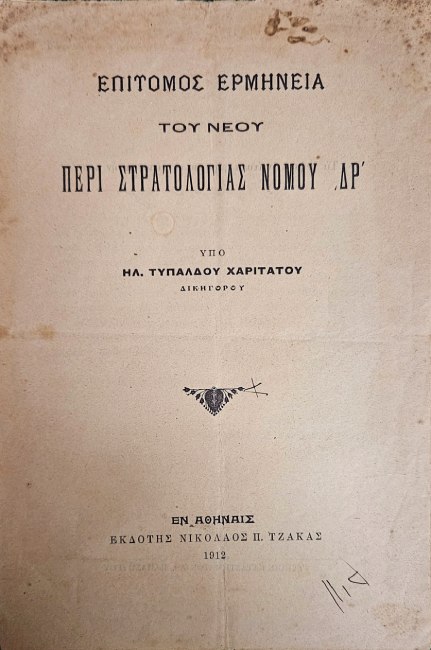 ΕΠΙΤΟΜΟΣ ΕΡΜΗΝΕΙΑ
ΤΟΥ ΝΕΟΥ
ΠΕΡΙ ΣΤΡΑΤΟΛΟΓΙΑΣ ΝΟΜΟΥ ͵ΔΡ΄
ΥΠΟ
ΗΛ. ΤΥΠΑΛΔΟΥ ΧΑΡΙΤΑΤΟΥ
ΔΙΚΗΓΟΡΟΥ
ΕΝ ΑΘΗΝΑΙΣ
ΕΚΔΟΤΗΣ ΝΙΚΟΛΑΟΣ Π. ΤΖΑΚΑΣ
1912